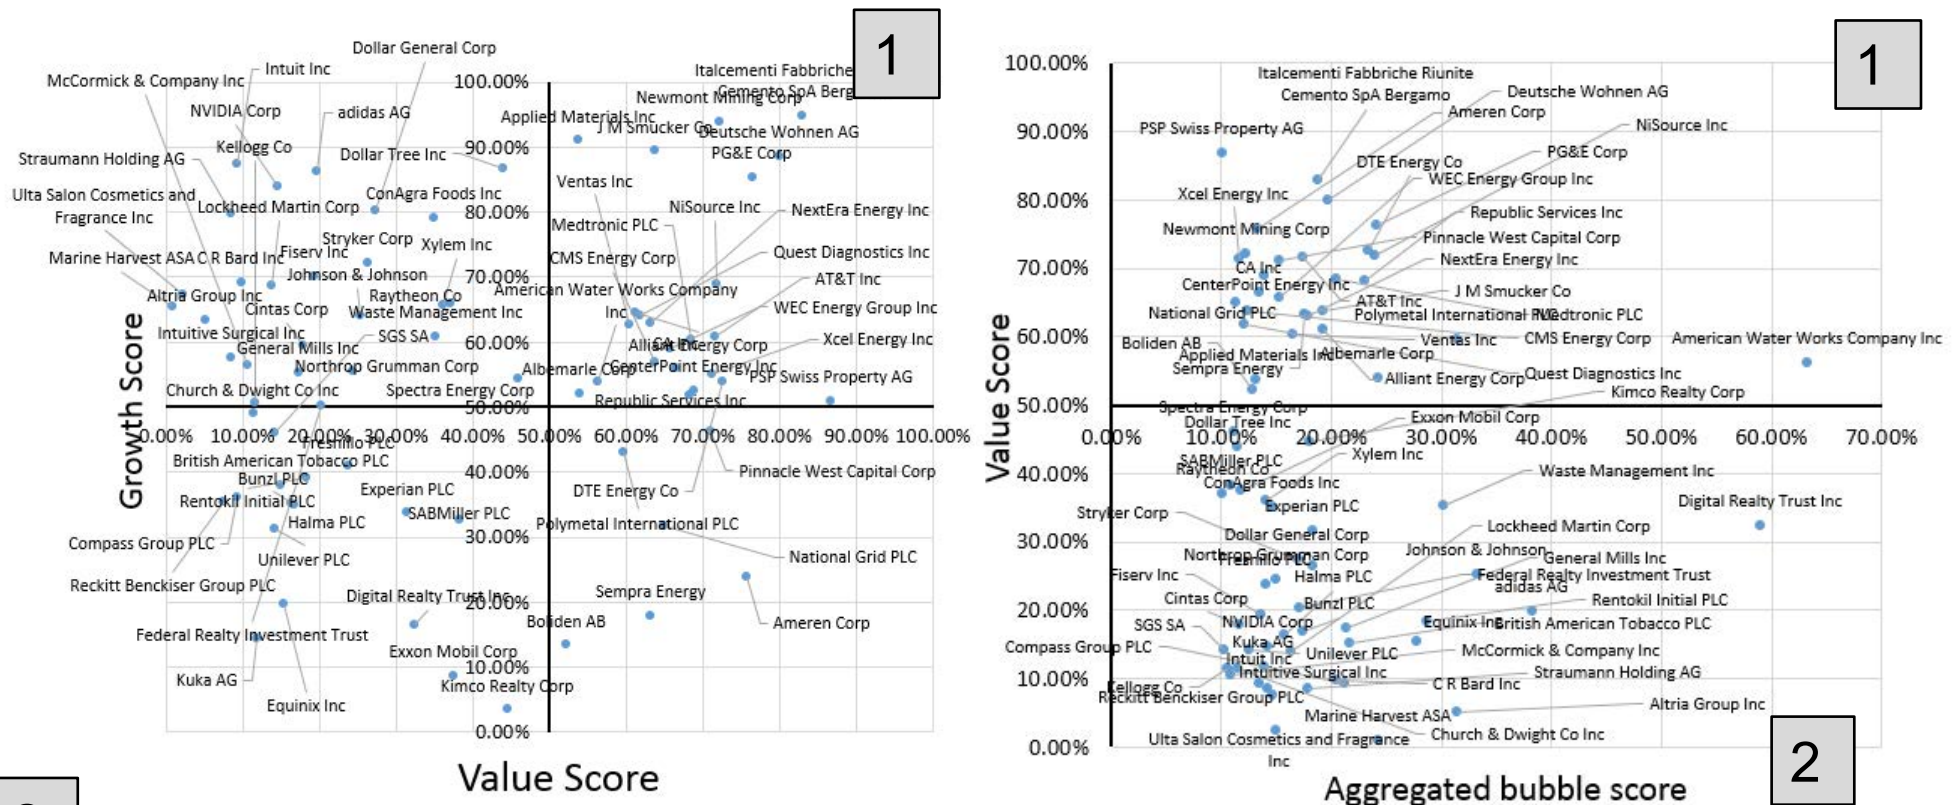 Dollar General Corp
Intuit Inc
McCormick & Company Inc
NVIDIA Corp
adidas AG
Kellogg Co
Straumann Holding AG
Dollar Tree Inc
Ulta Salon Cosmetics and
Fragrance Inc
Lockheed Martin Corp
ConAgra Foods Inc
Stryker Corp
Xylem Inc
Fiserv Inc
Marine Harvest ASA
C R Bard Inc
Johnson & Johnson
Altria Group Inc
Raytheon Co
Cintas Corp
Waste Management Inc
Intuitive Surgical Inc
SGS SA
General Mills Inc
Northrop Grumman Corp
Church & Dwight Co Inc
Spectra Energy Corp
100.00%
90.00%
80.00%
70.00%
60.00%
50.00%
40.00%
30.00%
20.00%
10.00%
0.00%
1
Italcementi Fabbriche
Cemento SpA Berg
Newmont Mining Corp
Applied Materials Inc
J M Smucker Co
Deutsche Wohnen AG
PG&E Corp
Ventas Inc
NiSource Inc
NextEra Energy Inc
Medtronic PLC
Quest Diagnostics Inc
CMS Energy Corp
AT&T Inc
American Water Works Company
Inc
WEC Energy Group Inc
CA Inc
Alliant Energy Corp
Xcel Energy Inc
Albemarle Corp
CenterPoint Energy Inc
PSP Swiss Property AG
Republic Services Inc
0.00% 10.00% 20.00% 30.00% 40.00% 50.00% 60.00% 70.00% 80.00% 90.00% 100.00%
Fresnillo PLC
British American Tobacco PLC
Bunzl PLC
Experian PLC
Rentokil Initial PLC
SABMiller PLC
Halma PLC
Compass Group PLC
Unilever PLC
Reckitt Benckiser Group PLC
Digital Realty Trust Inc
Federal Realty Investment Trust
Exxon Mobil Corp
Kuka AG
Kimco Realty Corp
Equinix Inc
Pinnacle West Capital Corp
DTE Energy Co
Polymetal International PLC
National Grid PLC
Sempra Energy
Boliden AB
Ameren Corp
Growth Score
Value Score
1
100.00%
90.00%
80.00%
70.00%
60.00%
50.00%
40.00%
30.00%
20.00%
10.00%
0.00%
Italcementi Fabbriche Riunite
Cemento SpA Bergamo
Deutsche Wohnen AG
Ameren Corp
PSP Swiss Property AG
NiSource Inc
PG&E Corp
DTE Energy Co
WEC Energy Group Inc
Xcel Energy Inc
Republic Services Inc
Newmont Mining Corp
Pinnacle West Capital Corp
CA Inc
NextEra Energy Inc
CenterPoint Energy Inc
J M Smucker Co
AT&T Inc
National Grid PLC
Polymetal International PLC
Medtronic PLC
Ventas Inc
CMS Energy Corp
American Water Works Company Inc
Boliden AB
Applied Materials Inc
Albemarle Corp
Sempra Energy
Alliant Energy Corp
Quest Diagnostics Inc
Kimco Realty Corp
Spectra Energy Corp
Exxon Mobil Corp
Dollar Tree Inc
0.00% 10.00% 20.00% 30.00% 40.00% 50.00% 60.00% 70.00%
SABMiller PLC
Xylem Inc
Raytheon Co
Waste Management Inc
ConAgra Foods Inc
Experian PLC
Digital Realty Trust Inc
Stryker Corp
Lockheed Martin Corp
Dollar General Corp
Northrop Grumman Corp
Johnson & Johnson
Fresnillo PLC
General Mills Inc
Fiserv Inc
Halma PLC
Federal Realty Investment Trust
adidas AG
Cintas Corp
Bunzl PLC
Rentokil Initial PLC
SGS SA
NVIDIA Corp
Equinix Inc
British American Tobacco PLC
Compass Group PLC
Kuka AG
Unilever PLC
McCormick & Company Inc
Intuit Inc
Intuitive Surgical Inc
Straumann Holding AG
Kellogg Co
C R Bard Inc
Reckitt Benckiser Group PLC
Altria Group Inc
Marine Harvest ASA
Church & Dwight Co Inc
Ulta Salon Cosmetics and Fragrance
Inc
2
Value Score
Aggregated bubble score